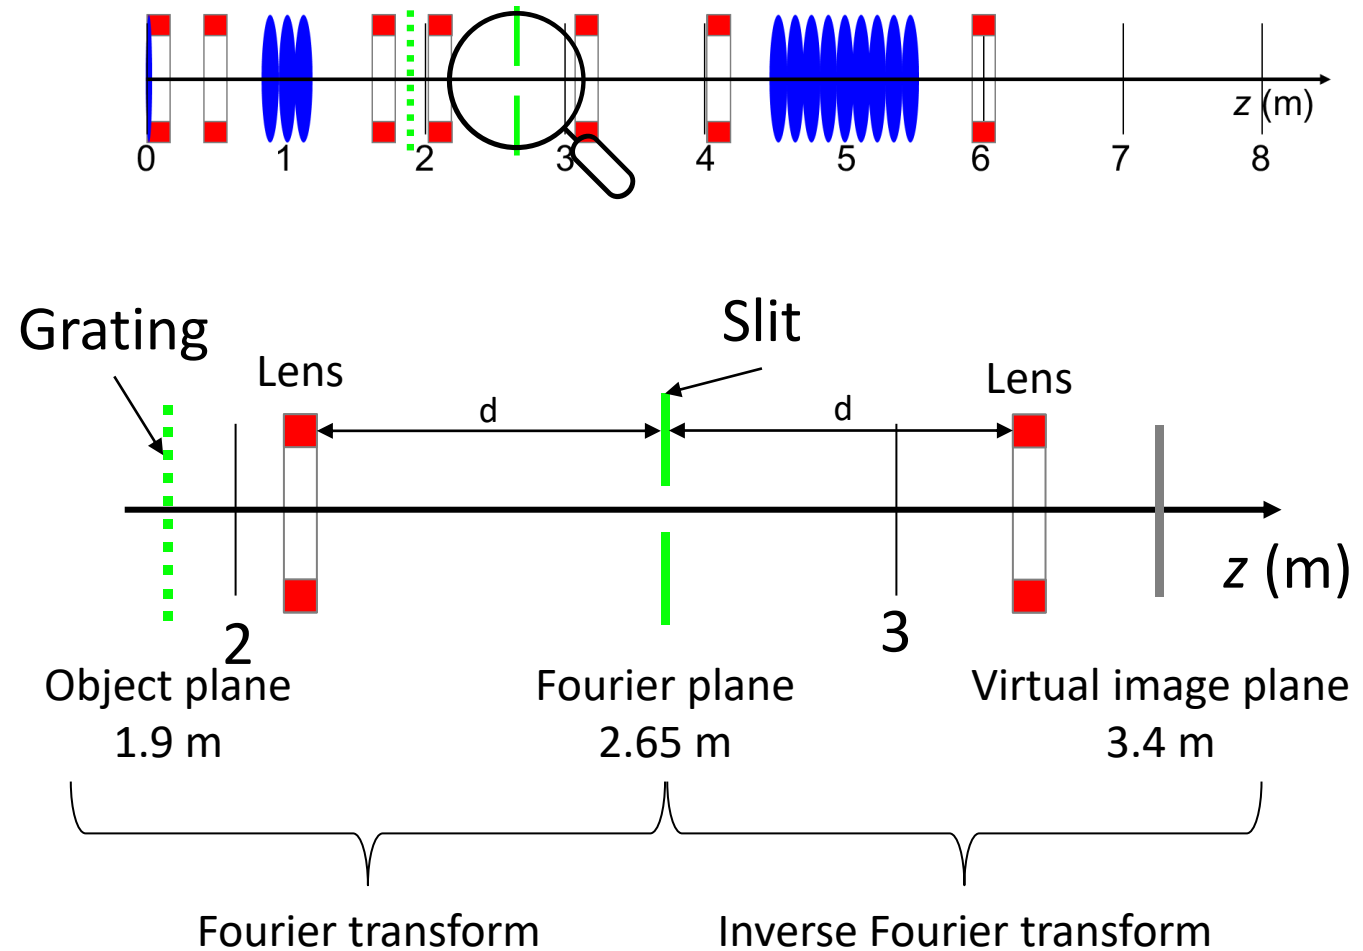 z (m)
0 1 2 3 4 5 6 7 8
Grating
Slit
Lens
Lens
d
d
z (m)
2
3
Object plane
1.9 m
Fourier plane
2.65 m
Virtual image plane
3.4 m
Fourier transform
Inverse Fourier transform